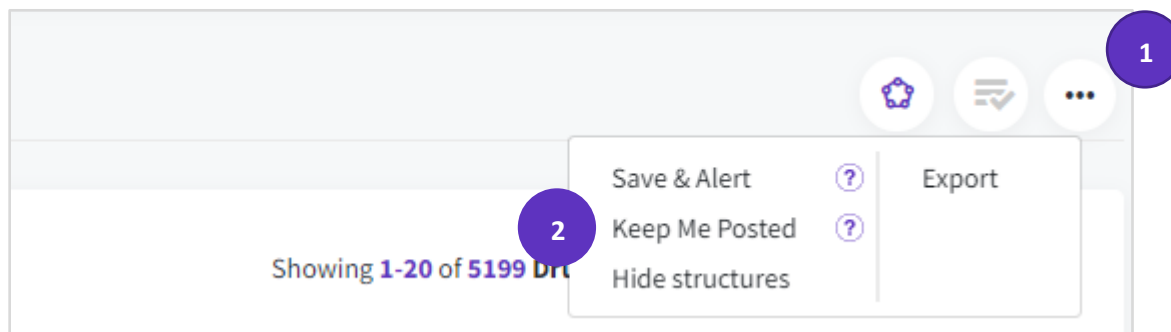 1
Save & Alert ? Export
2 Keep Me Posted ?
Showing 1-20 of 5199
Hide structures